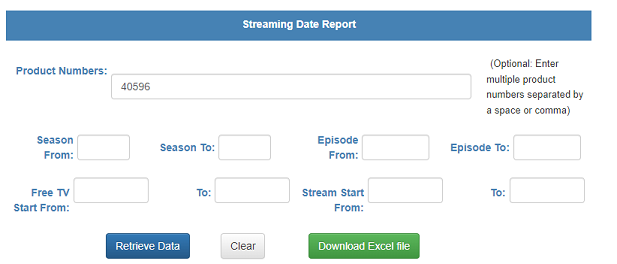 Streaming Date Report
Product Numbers:
40596
(Optional: Enter
multiple product
numbers separated by
a space or comma)
Season
From:
Season To:
Episode
From:
Episode To:
Free TV
Start From:
To:
Stream Start
From:
To:
Retrieve Data
Clear
Download Excel file